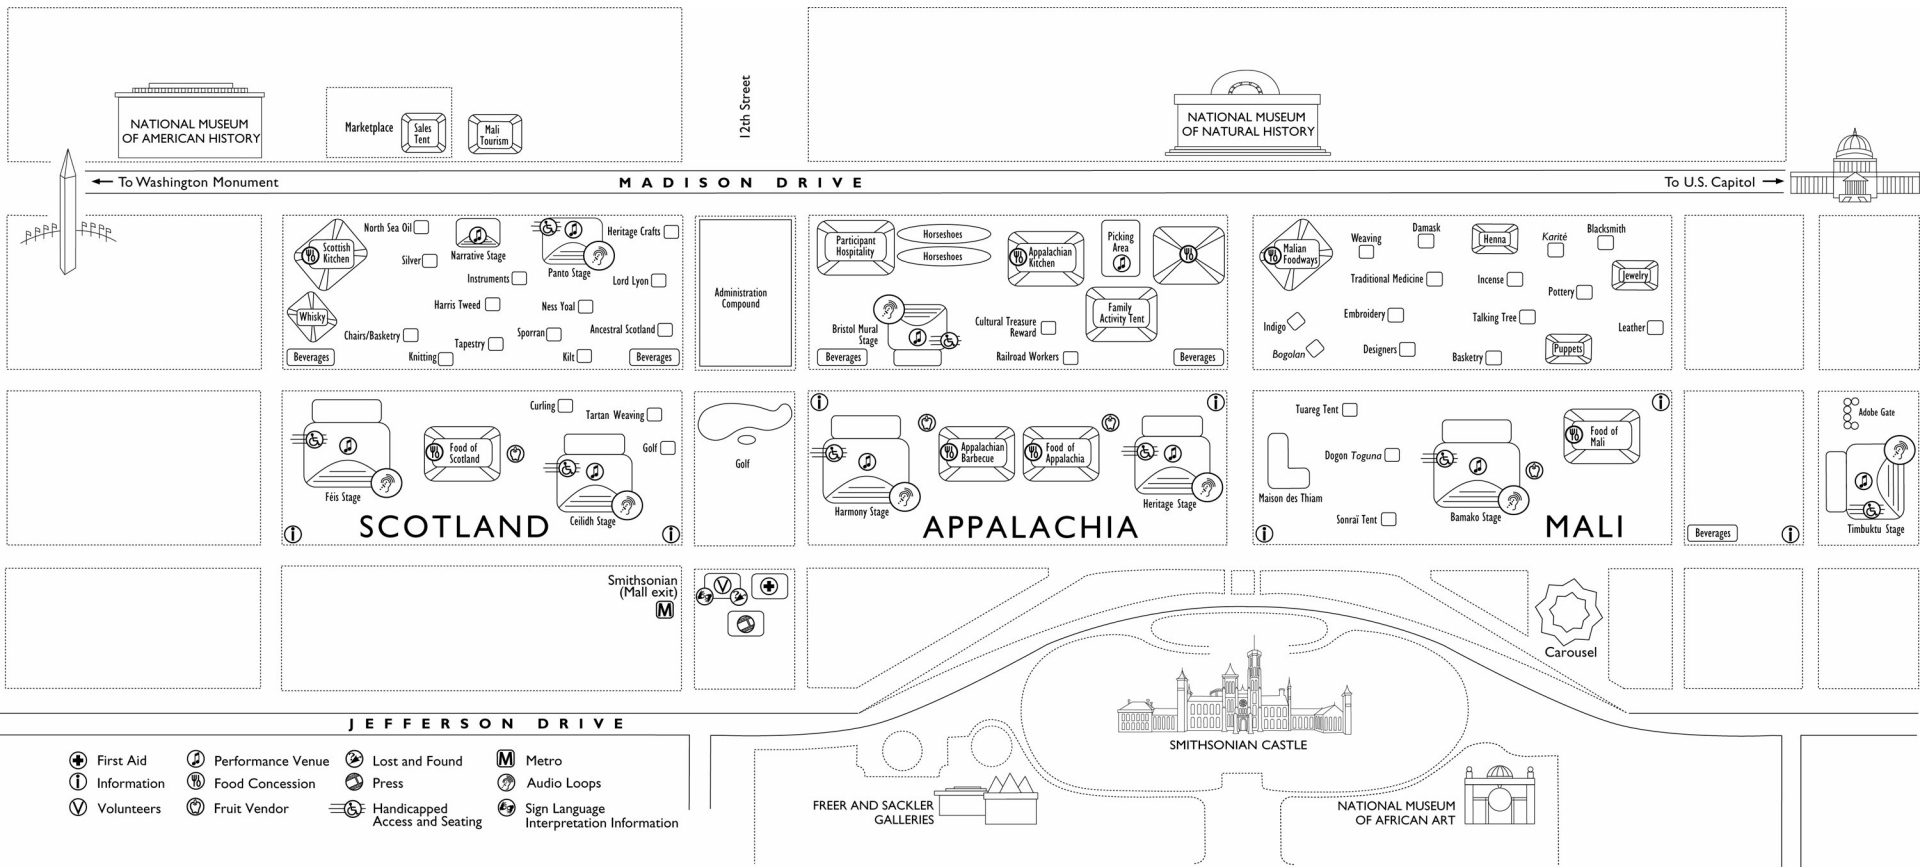 NATIONAL MUSEUM
OF AMERICAN HISTORY
Marketplace
Sales
Tent
Mali
Tourism
12th Street
NATIONAL MUSEUM
OF NATURAL HISTORY
To Washington Monument
MADISON DRIVE
To U.S. Capitol
Scottish
Kitchen
North Sea Oil
Silver
Narrative Stage
Panto Stage
Heritage Crafts
Instruments
Lord Lyon
Whisky
Harris Tweed
Ness Yoal
Chairs/Basketry
Tapestry
Sporran
Ancestral Scotland
Beverages
Knitting
Kilt
Beverages
Administration
Compound
Participant
Hospitality
Horseshoes
Horseshoes
Appalachian
Kitchen
Picking
Area
Family
Activity Tent
Bristol Mural
Stage
Cultural Treasure
Reward
Railroad Workers
Beverages
Beverages
Malian
Foodways
Weaving
Damask
Henna
Karité
Blacksmith
Traditional Medicine
Incense
Jewelry
Pottery
Indigo
Embroidery
Talking Tree
Leather
Bogolan
Designers
Basketry
Puppets
Féis Stage
Food of
Scotland
Curling
Tartan Weaving
Golf
Ceilidh Stage
SCOTLAND
Golf
Harmony Stage
Appalachian
Barbecue
Food of
Appalachia
Heritage Stage
APPALACHIA
Tuareg Tent
Maison des Thiam
Dogon Toguna
Sonraï Tent
Bamako Stage
Food of
Mali
MALI
Beverages
Adobe Gate
Timbuktu Stage
Smithsonian
(Mall exit)
M
V
?
Carousel
SMITHSONIAN CASTLE
JEFFERSON DRIVE
FREER AND SACKLER
GALLERIES
NATIONAL MUSEUM
OF AFRICAN ART
First Aid
i Information
V Volunteers
Performance Venue
Food Concession
Fruit Vendor
Lost and Found
Press
Handicapped
Access and Seating
M Metro
Audio Loops
Sign Language
Interpretation Information